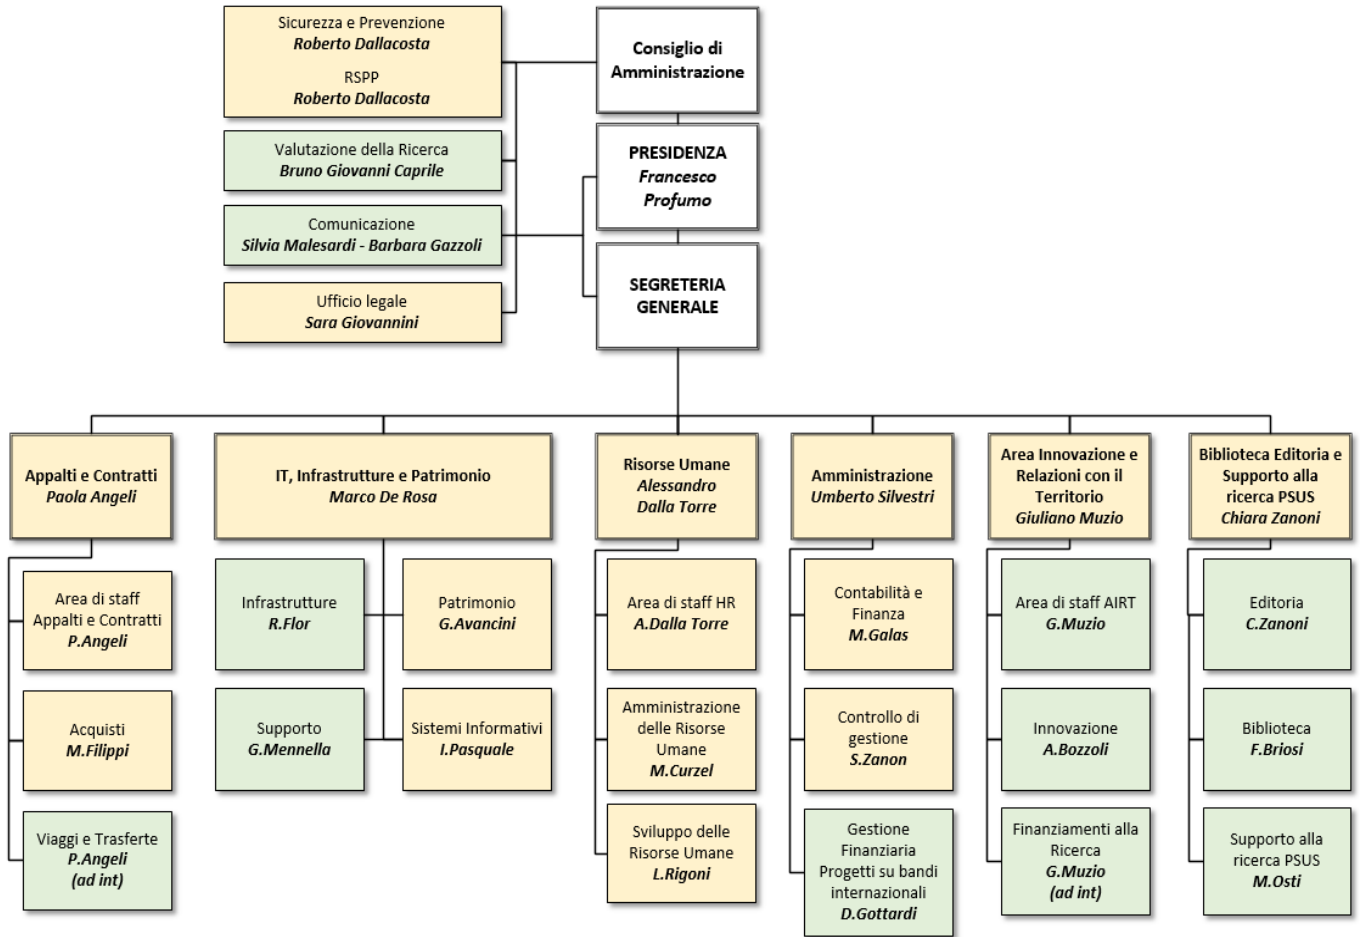 Sicurezza e Prevenzione
Roberto Dallacosta
RSPP
Roberto Dallacosta
Consiglio di
Amministrazione
Valutazione della Ricerca
Bruno Giovanni Caprile
PRESIDENZA
Francesco
Profumo
Comunicazione
Silvia Malesardi - Barbara Gazzoli
Ufficio legale
Sara Giovannini
SEGRETERIA
GENERALE
Appalti e Contratti
Paola Angeli
IT, Infrastrutture e Patrimonio
Marco De Rosa
Risorse Umane
Alessandro
Dalla Torre
Amministrazione
Umberto Silvestri
Area Innovazione e
Relazioni con il
Territorio
Giuliano Muzio
Biblioteca Editoria e
Supporto alla
ricerca PSUS
Chiara Zanoni
Area di staff
Appalti e Contratti
P.Angeli
Infrastrutture
R.Flor
Patrimonio
G.Avancini
Area di staff HR
A.Dalla Torre
Contabilità e
Finanza
M.Galas
Area di staff AIRT
G.Muzio
Editoria
C.Zanoni
Acquisti
M.Filippi
Supporto
G.Mennella
Sistemi Informativi
I.Pasquale
Amministrazione
delle Risorse
Umane
M.Curzel
Controllo di
gestione
S.Zanon
Innovazione
A.Bozzoli
Biblioteca
F.Briosi
Viaggi e Trasferte
P.Angeli
(ad int)
Sviluppo delle
Risorse Umane
L.Rigoni
Gestione
Finanziaria
Progetti su bandi
internazionali
D.Gottardi
Finanziamenti alla
Ricerca
G.Muzio
(ad int)
Supporto alla
ricerca PSUS
M.Osti